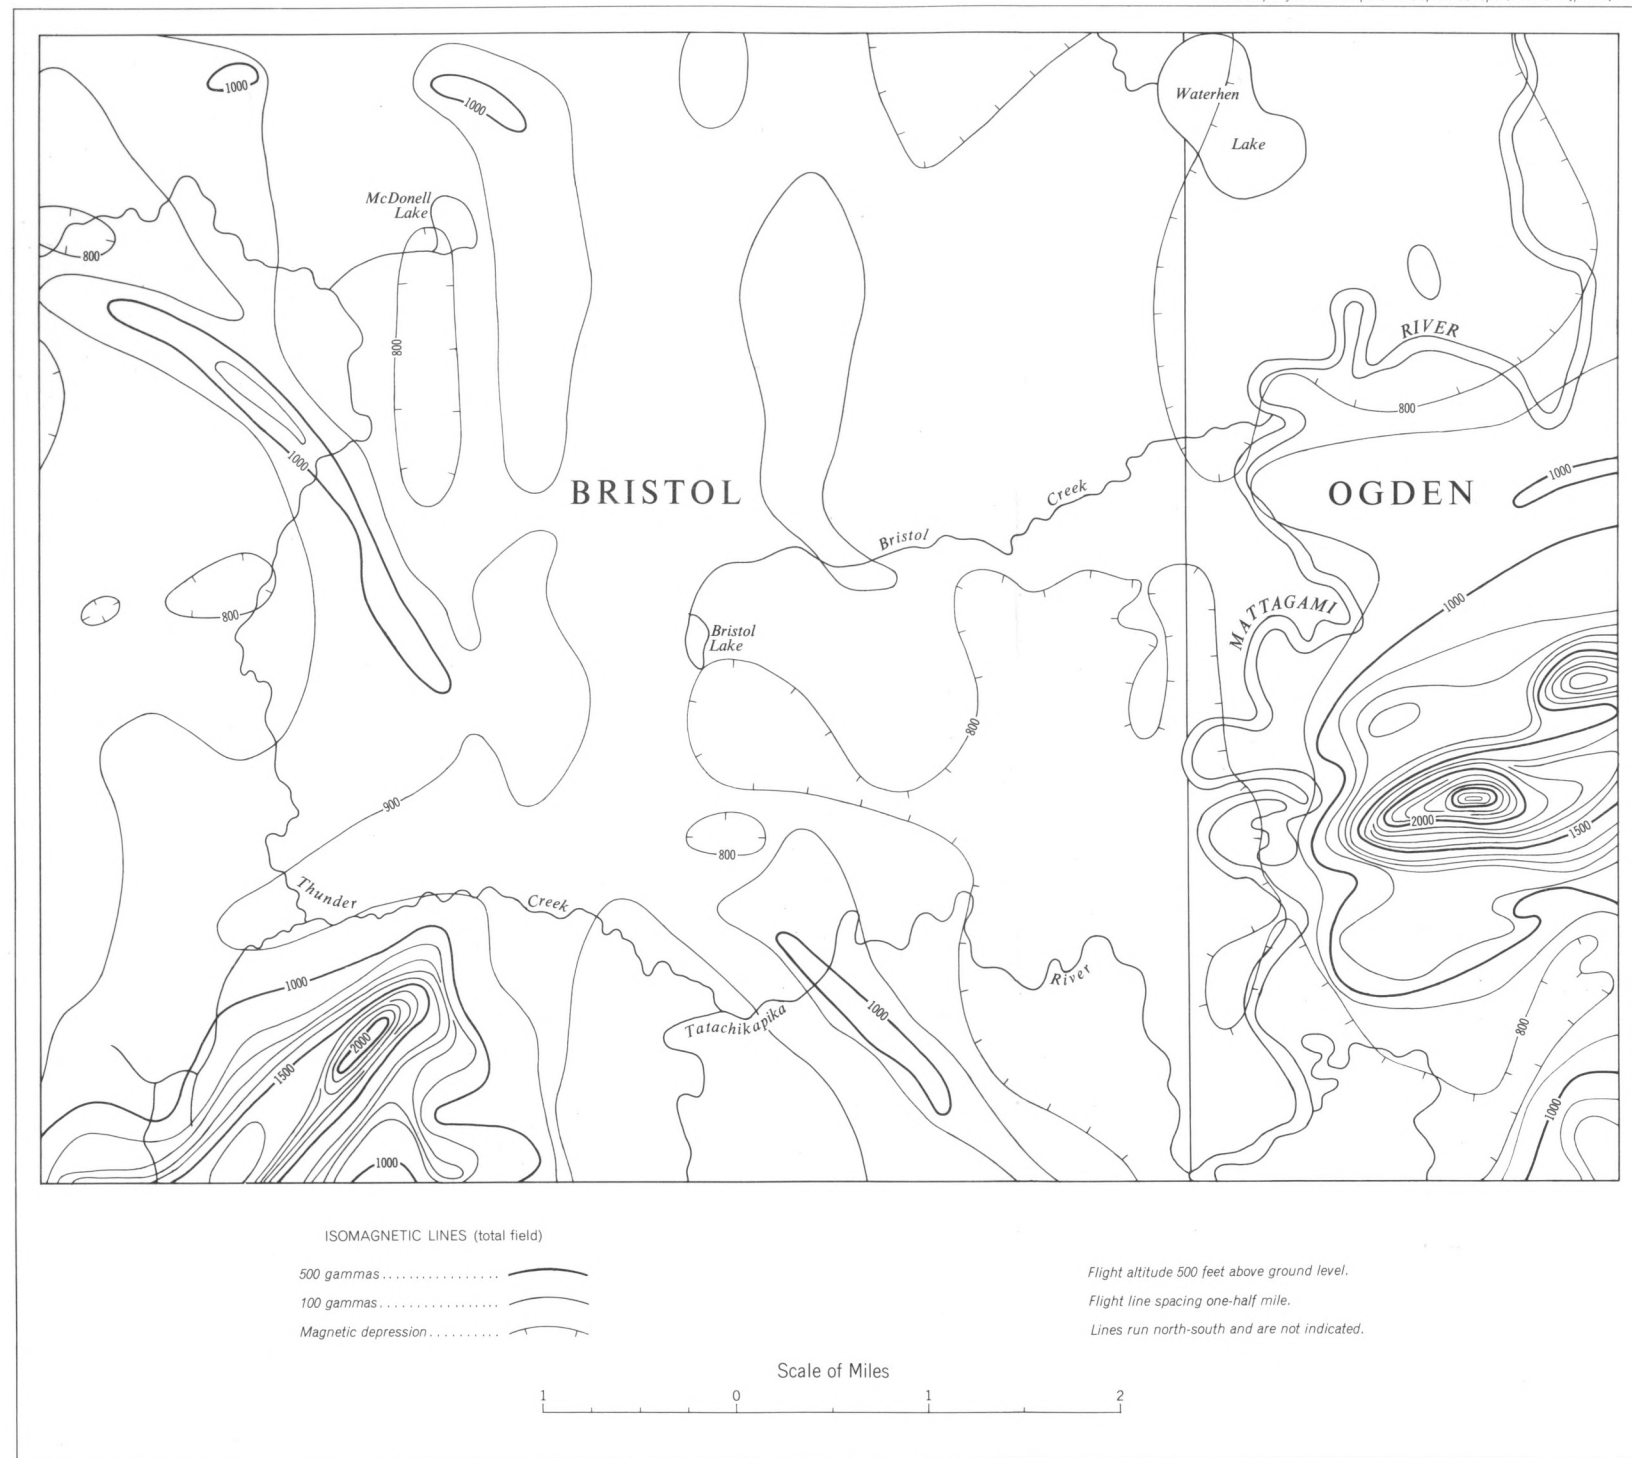 1000
1000
Waterhen
Lake
McDonell
Lake
800
800
RIVER
800
1000
BRISTOL
OGDEN
1000
Bristol Creek
1000
800
MATTAGAMI
Bristol
Lake
800
900
2000
1500
800
Thunder Creek
1000
River
Tatachikapika
1000
800
2000
1500
1000
1000
ISOMAGNETIC LINES (total field)
500 gammas..................
100 gammas..................
Magnetic depression..........
Flight altitude 500 feet above ground level.
Flight line spacing one-half mile.
Lines run north-south and are not indicated.
Scale of Miles
1 0 1 2